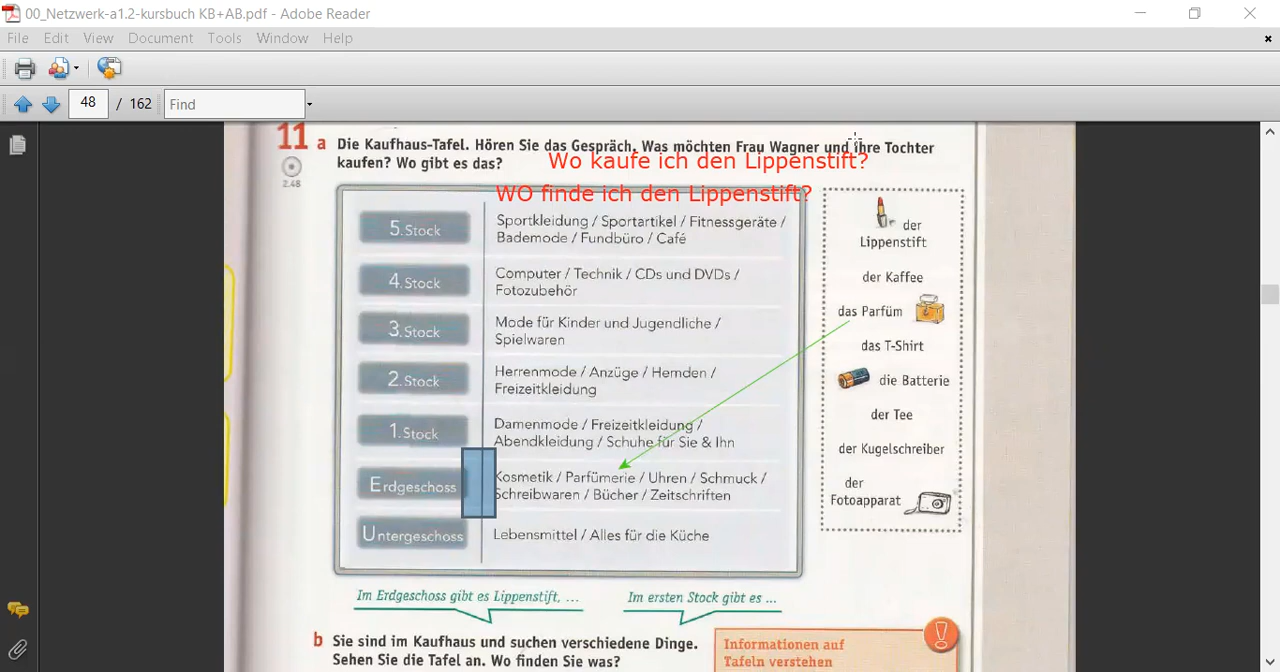 00_Netzwerk-a1.2-kursbuch KB+AB.pdf - Adobe Reader
File Edit View Document Tools Window Help
48 / 162 Find
11 a Die Kaufhaus-Tafel. Hören Sie das Gespräch. Was möchten Frau Wagner und ihre Tochter
kaufen? Wo gibt es das?
2.48
Wo kaufe ich den Lippenstift?
WO finde ich den Lippenstift?
5. Stock
Sportkleidung / Sportartikel / Fitnessgeräte /
Bademode / Fundbüro / Café
4. Stock
Computer / Technik / CDs und DVDs /
Fotozubehör
3. Stock
Mode für Kinder und Jugendliche /
Spielwaren
2. Stock
Herrenmode / Anzüge / Hemden /
Freizeitkleidung
1. Stock
Damenmode / Freizeitkleidung /
Abendkleidung / Schuhe für Sie & Ihn
Erdgeschoss
Kosmetik / Parfümerie / Uhren / Schmuck /
Schreibwaren / Bücher / Zeitschriften
Untergeschoss
Lebensmittel / Alles für die Küche
der
Lippenstift
der Kaffee
das Parfüm
das T-Shirt
die Batterie
der Tee
der Kugelschreiber
der
Fotoapparat
Im Erdgeschoss gibt es Lippenstift, ...
Im ersten Stock gibt es ...
b Sie sind im Kaufhaus und suchen verschiedene Dinge.
Sehen Sie die Tafel an. Wo finden Sie was?
Informationen auf
Tafeln verstehen
!